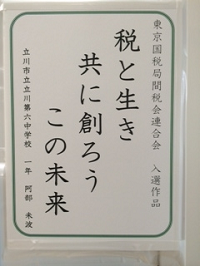 東京国税局間税会連合会　入選作品
税と生き
共に創ろう
この未来
立川市立立川第六中学校　一年　阿部　未波